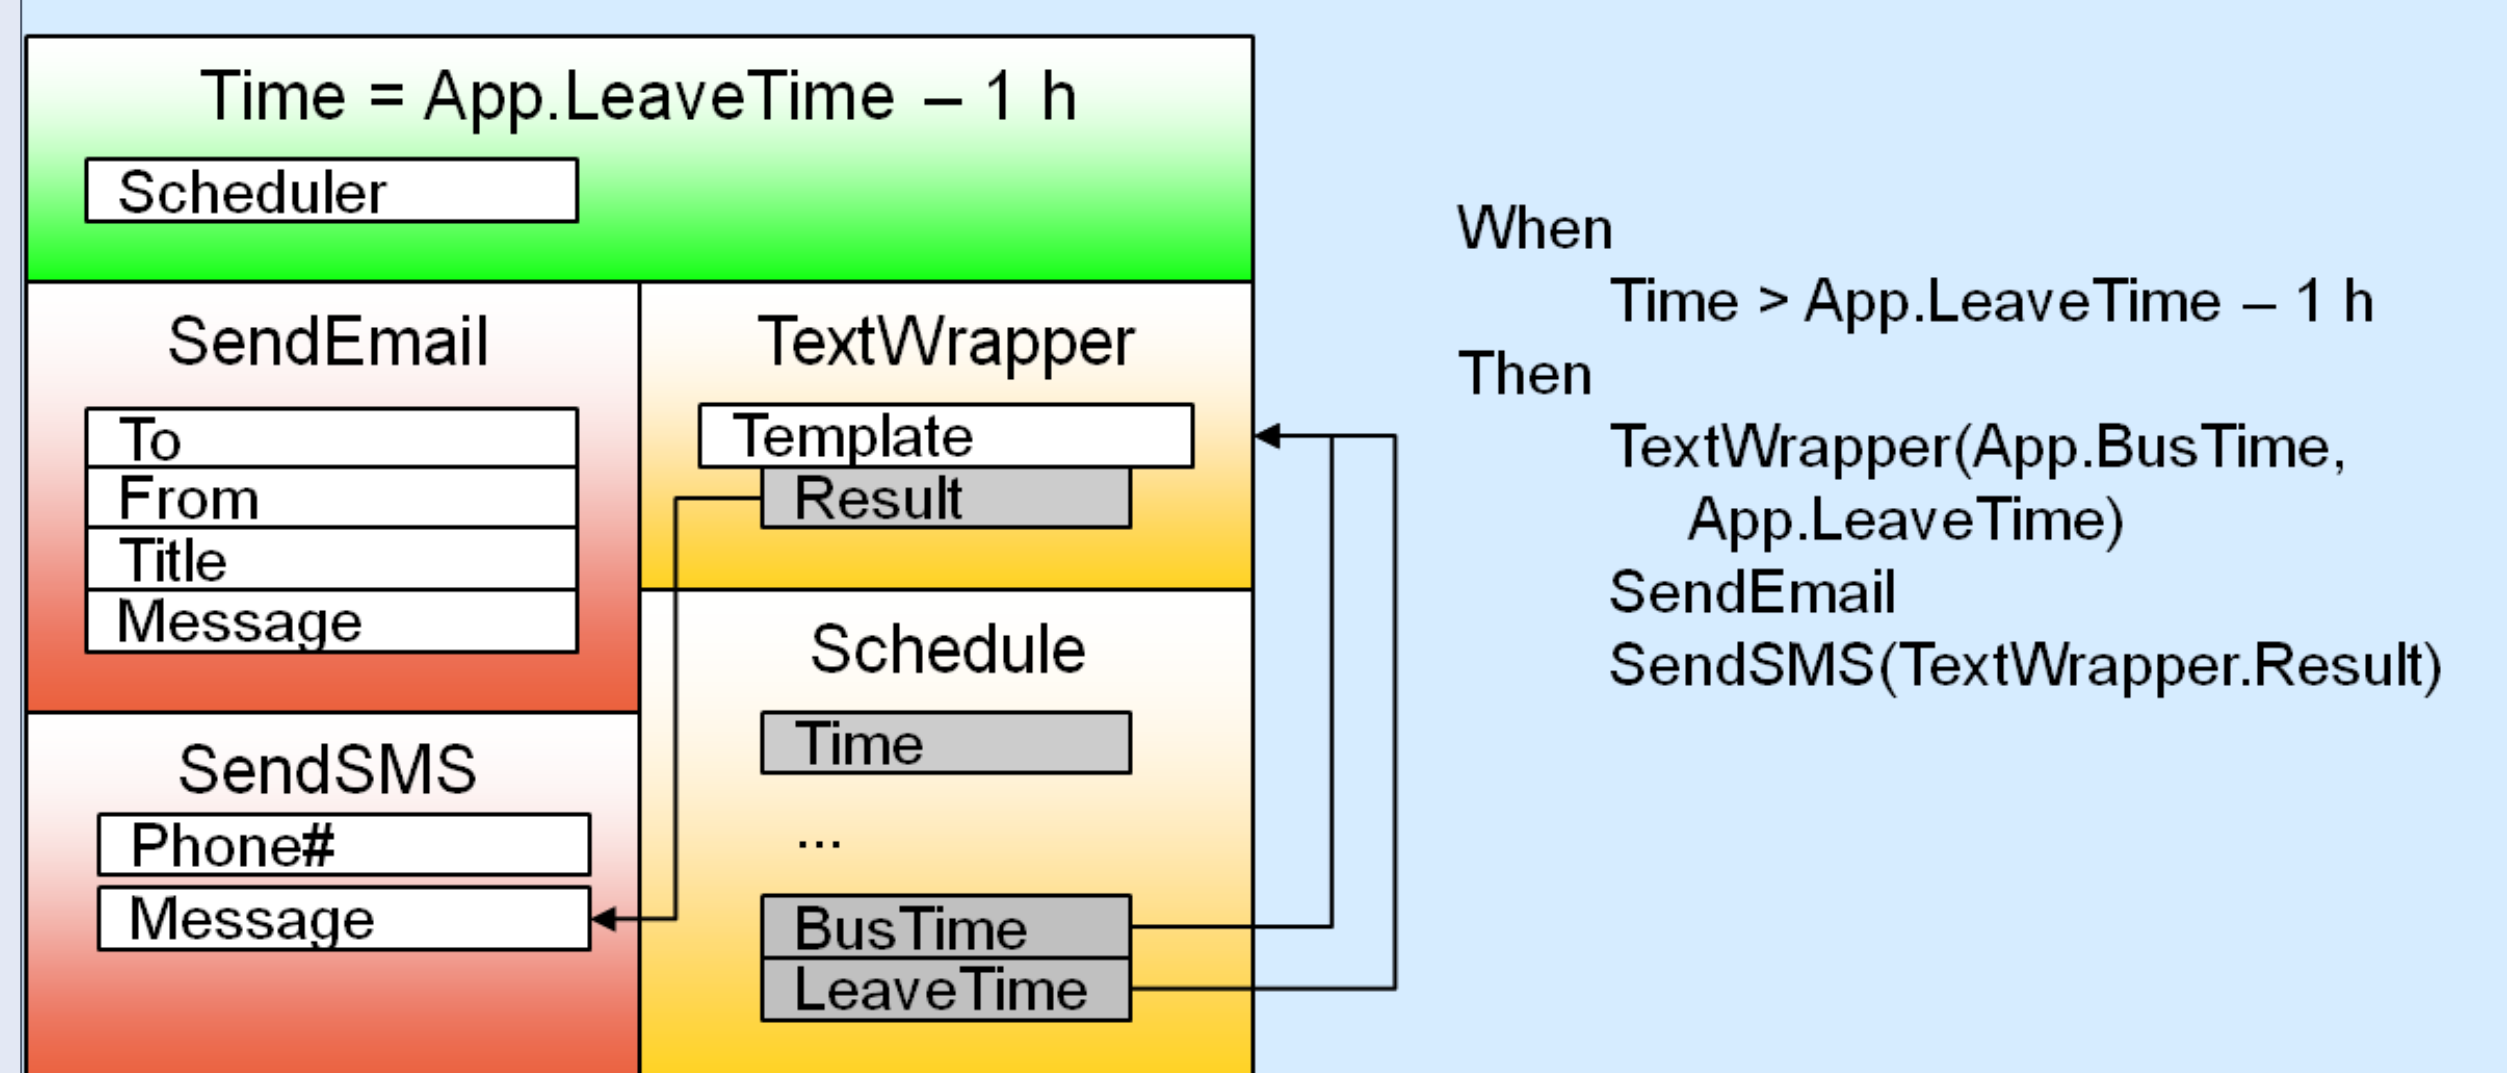 Time = App.LeaveTime – 1 h
Scheduler
SendEmail
To
From
Title
Message
SendSMS
Phone#
Message
TextWrapper
Template
Result
Schedule
Time
...
BusTime
LeaveTime
When
Time > App.LeaveTime – 1 h
Then
TextWrapper(App.BusTime,
App.LeaveTime)
SendEmail
SendSMS(TextWrapper.Result)